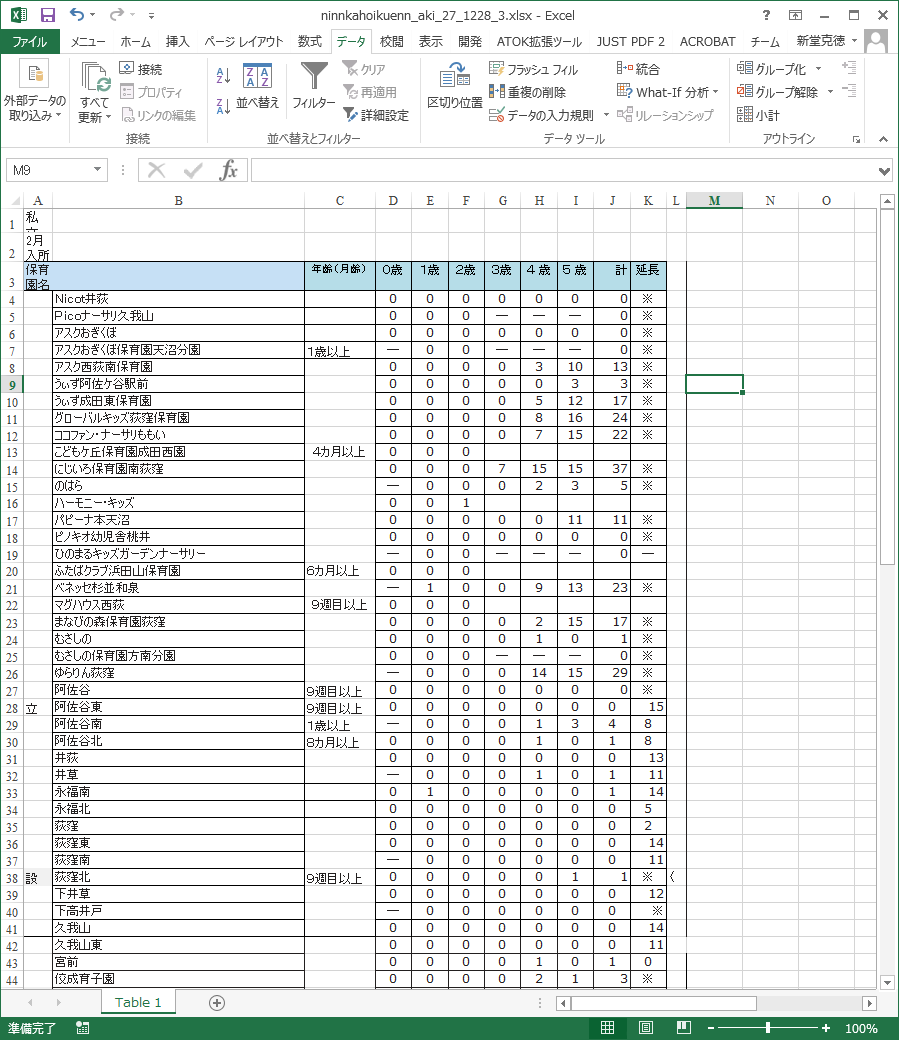 ninnkahoikuenn_aki_27_1228_3.xlsx - Excel
ファイル メニュー ホーム 挿入 ページ レイアウト 数式 データ 校閲 表示 開発 ATOK拡張ツール JUST PDF 2 ACROBAT チーム 新堂克徳
外部データの取り込み すべて更新 接続 プロパティ リンクの編集 並べ替え フィルター クリア 再適用 詳細設定 区切り位置 フラッシュ フィル 重複の削除 データの入力規則 統合 What-If 分析 リレーションシップ グループ化 グループ解除 小計
接続 並べ替えとフィルター データ ツール アウトライン
M9 fx
A B C D E F G H I J K L M N O
1 私
2 2月入所
3 保育園名 年齢(月齢) 0歳 1歳 2歳 3歳 4歳 5歳 計 延長
4 Nicot井荻 0 0 0 0 0 0 0 ※
5 Picoナーサリ久我山 0 0 0 — — — 0 ※
6 アスクおぎくぼ 0 0 0 0 0 0 0 ※
7 アスクおぎくぼ保育園天沼分園 1歳以上 — 0 0 — — — 0 ※
8 アスク西荻南保育園 0 0 0 0 3 10 13 ※
9 うぃず阿佐ケ谷駅前 0 0 0 0 0 3 3 ※
10 うぃず成田東保育園 0 0 0 0 5 12 17 ※
11 グローバルキッズ荻窪保育園 0 0 0 0 8 16 24 ※
12 ココファン・ナーサリももい 0 0 0 0 7 15 22 ※
13 こどもケ丘保育園成田西園 4カ月以上 0 0 0
14 にじいろ保育園南荻窪 0 0 0 7 15 15 37 ※
15 のはら — 0 0 0 2 3 5 ※
16 ハーモニー・キッズ 0 0 1
17 パピーナ本天沼 0 0 0 0 0 11 11 ※
18 ピノキオ幼児舎桃井 0 0 0 0 0 0 0 ※
19 ひのまるキッズガーデンナーサリー — 0 0 — — — 0 —
20 ふたばクラブ浜田山保育園 6カ月以上 0 0 0
21 ベネッセ杉並和泉 — 1 0 0 9 13 23 ※
22 マグハウス西荻 9週目以上 0 0 0
23 まなびの森保育園荻窪 0 0 0 0 2 15 17 ※
24 むさしの 0 0 0 0 1 0 1 ※
25 むさしの保育園方南分園 0 0 0 — — — 0 ※
26 ゆらりん荻窪 — 0 0 0 14 15 29 ※
27 阿佐谷 9週目以上 0 0 0 0 0 0 0 ※
28 立 阿佐谷東 9週目以上 0 0 0 0 0 0 0 15
29 阿佐谷南 1歳以上 — 0 0 0 1 3 4 8
30 阿佐谷北 8カ月以上 0 0 0 0 1 0 1 8
31 井荻 0 0 0 0 0 0 0 13
32 井草 — 0 0 0 1 0 1 11
33 永福南 0 1 0 0 0 0 1 14
34 永福北 0 0 0 0 0 0 0 5
35 荻窪 0 0 0 0 0 0 0 2
36 荻窪東 0 0 0 0 0 0 0 14
37 荻窪南 — 0 0 0 0 0 0 11
38 設 荻窪北 9週目以上 0 0 0 0 0 1 1 ※ (
39 下井草 0 0 0 0 0 0 0 12
40 下高井戸 — 0 0 0 0 0 0 ※
41 久我山 0 0 0 0 0 0 0 14
42 久我山東 0 0 0 0 0 0 0 11
43 宮前 0 0 0 0 1 0 1 0
44 佼成育子園 0 0 0 0 2 1 3 ※
Table 1
準備完了 100%